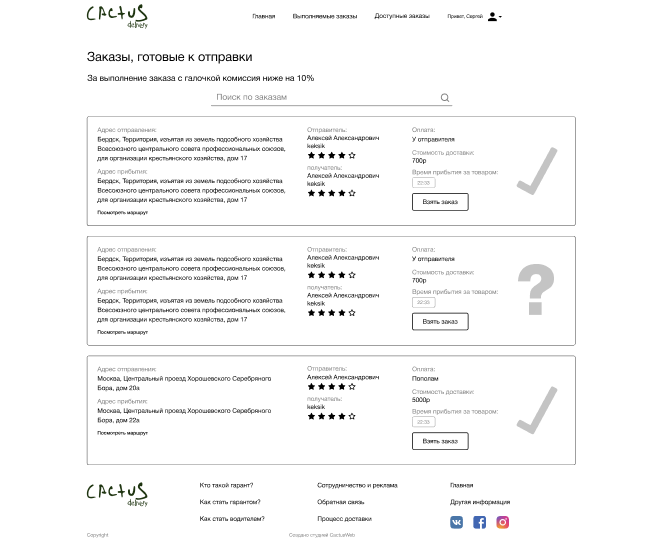 CACTUS
delivery
Главная
Выполняемые заказы
Доступные заказы
Привет, Сергей
Заказы, готовые к отправки
За выполнение заказа с галочкой комиссия ниже на 10%
Поиск по заказам
Адрес отправления:
Бердск, Территория, изъятая из земель подсобного хозяйства
Всесоюзного центрального совета профессиональных союзов,
для организации крестьянского хозяйства, дом 17
Адрес прибытия:
Бердск, Территория, изъятая из земель подсобного хозяйства
Всесоюзного центрального совета профессиональных союзов,
для организации крестьянского хозяйства, дом 17
Посмотреть маршрут
Отправитель:
Алексей Александрович
keksik
получатель:
Алексей Александрович
keksik
Оплата:
У отправителя
Стоимость доставки:
700р
Время прибытия за товаром:
Взять заказ
Адрес отправления:
Бердск, Территория, изъятая из земель подсобного хозяйства
Всесоюзного центрального совета профессиональных союзов,
для организации крестьянского хозяйства, дом 17
Адрес прибытия:
Бердск, Территория, изъятая из земель подсобного хозяйства
Всесоюзного центрального совета профессиональных союзов,
для организации крестьянского хозяйства, дом 17
Посмотреть маршрут
Отправитель:
Алексей Александрович
keksik
получатель:
Алексей Александрович
keksik
Оплата:
У отправителя
Стоимость доставки:
700р
Время прибытия за товаром:
Взять заказ
?
Адрес отправления:
Москва, Центральный проезд Хорошевского Серебряного
Бора, дом 20а
Адрес прибытия:
Москва, Центральный проезд Хорошевского Серебряного
Бора, дом 22а
Посмотреть маршрут
Отправитель:
Алексей Александрович
получатель:
keksik
Оплата:
Пополам
Стоимость доставки:
5000р
Время прибытия за товаром:
Взять заказ
CACTUS
delivery
Кто такой гарант?
Как стать гарантом?
Как стать водителем?
Сотрудничество и реклама
Обратная связь
Процесс доставки
Главная
Другая информация
Copyright
Создано студией CactusWeb